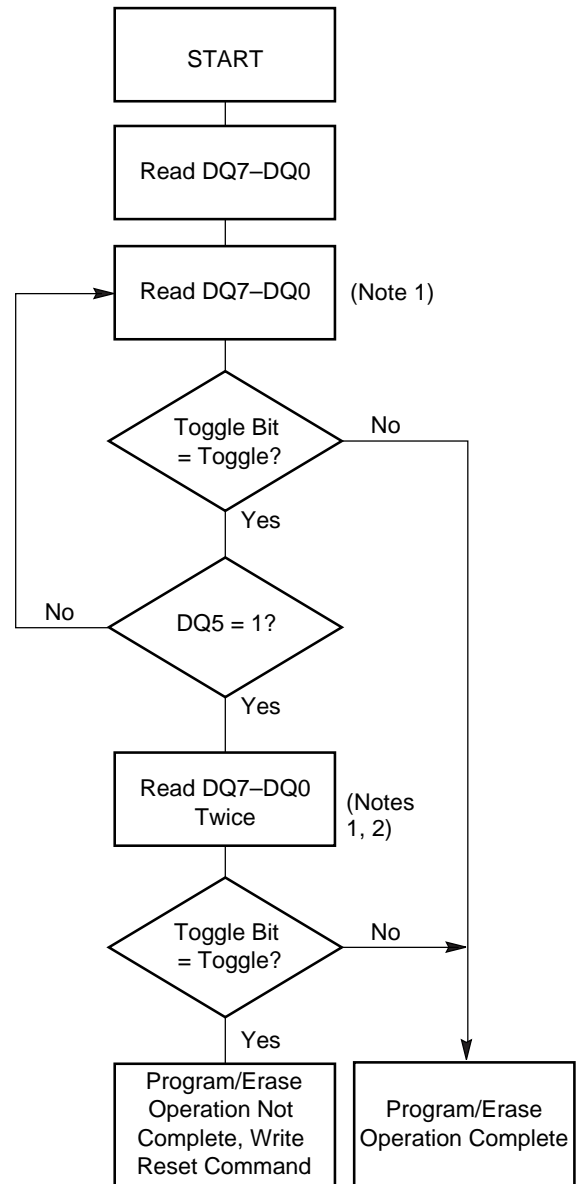 START
Read DQ7–DQ0
Read DQ7–DQ0
(Note 1)
Toggle Bit
= Toggle?
No
Yes
No
DQ5 = 1?
Yes
Read DQ7–DQ0
Twice
(Notes
1, 2)
Toggle Bit
= Toggle?
No
Yes
Program/Erase
Operation Not
Complete, Write
Reset Command
Program/Erase
Operation Complete